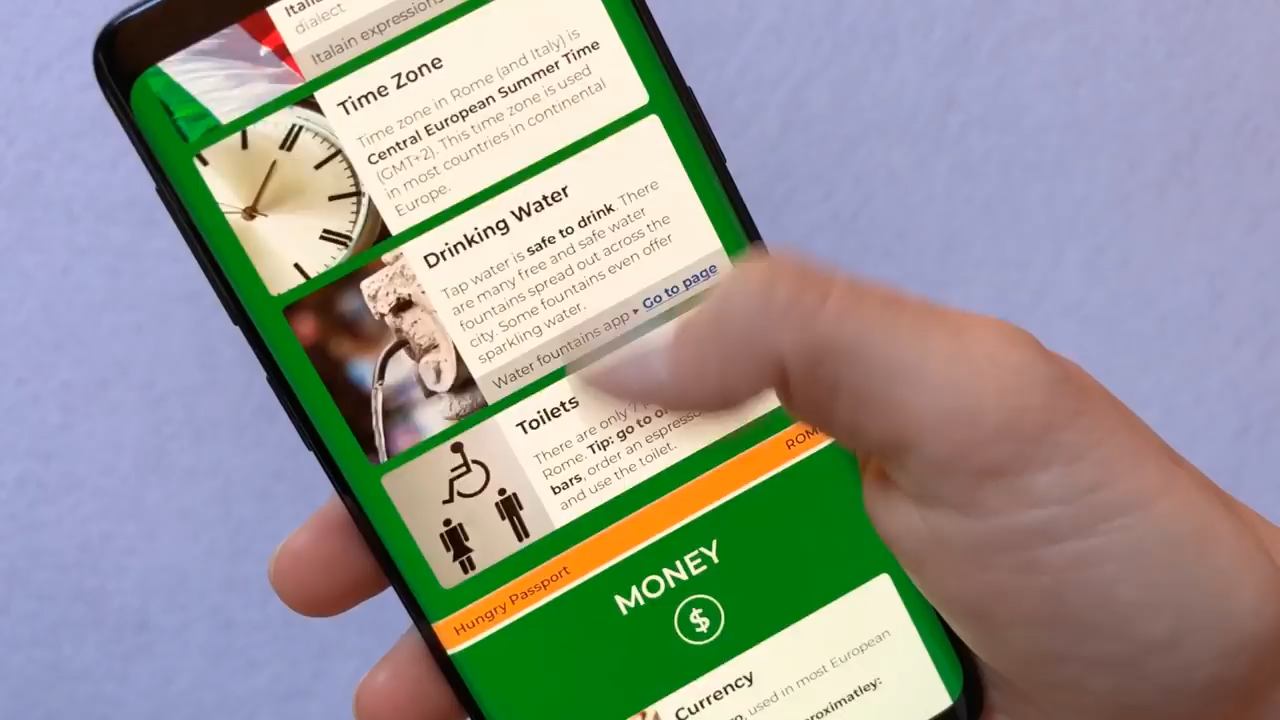 Itali
dialect
Italain expressions
Time Zone
Time zone in Rome (and Italy) is
Central European Summer Time
(GMT+2). This time zone is used
in most countries in continental
Europe.
Drinking Water
Tap water is safe to drink. There
are many free and safe water
fountains spread out across the
city. Some fountains even offer
sparkling water.
Water fountains app ▸ Go to page
Toilets
There are only
Rome. Tip: go to
bars, order an espresso
and use the toilet.
Hungry Passport
ROME
MONEY
$
Currency
used in most European